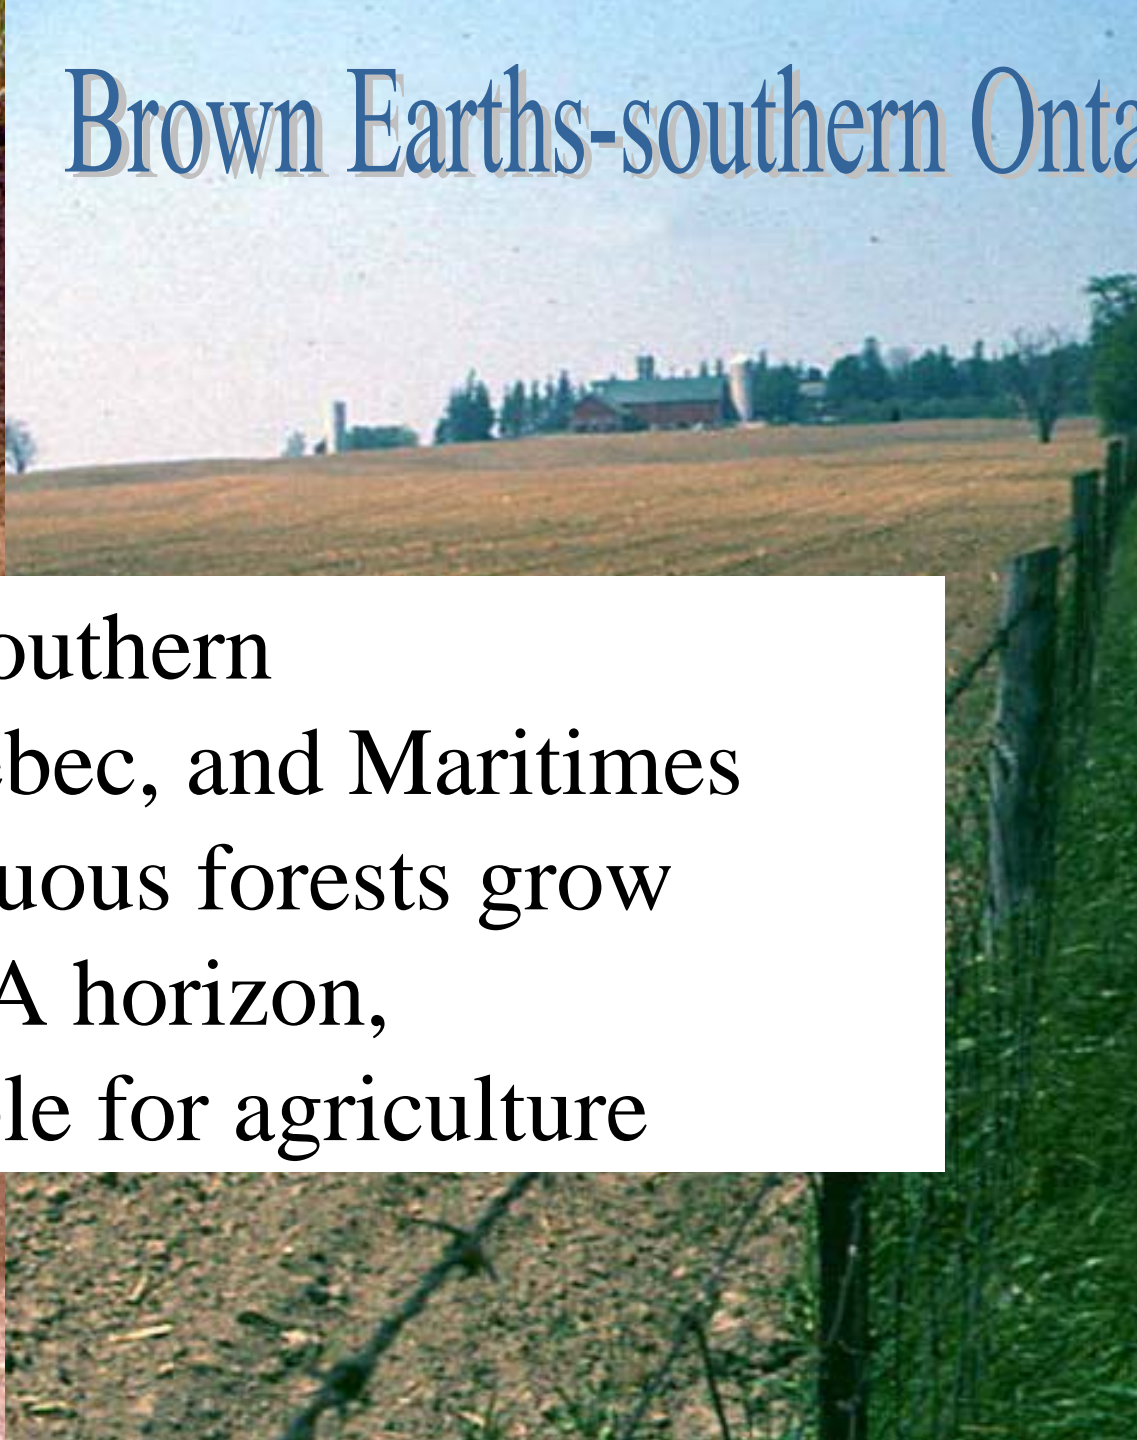 Brown Earths-southern Onta
outhern
ebec, and Maritimes
uous forests grow
A horizon,
le for agriculture